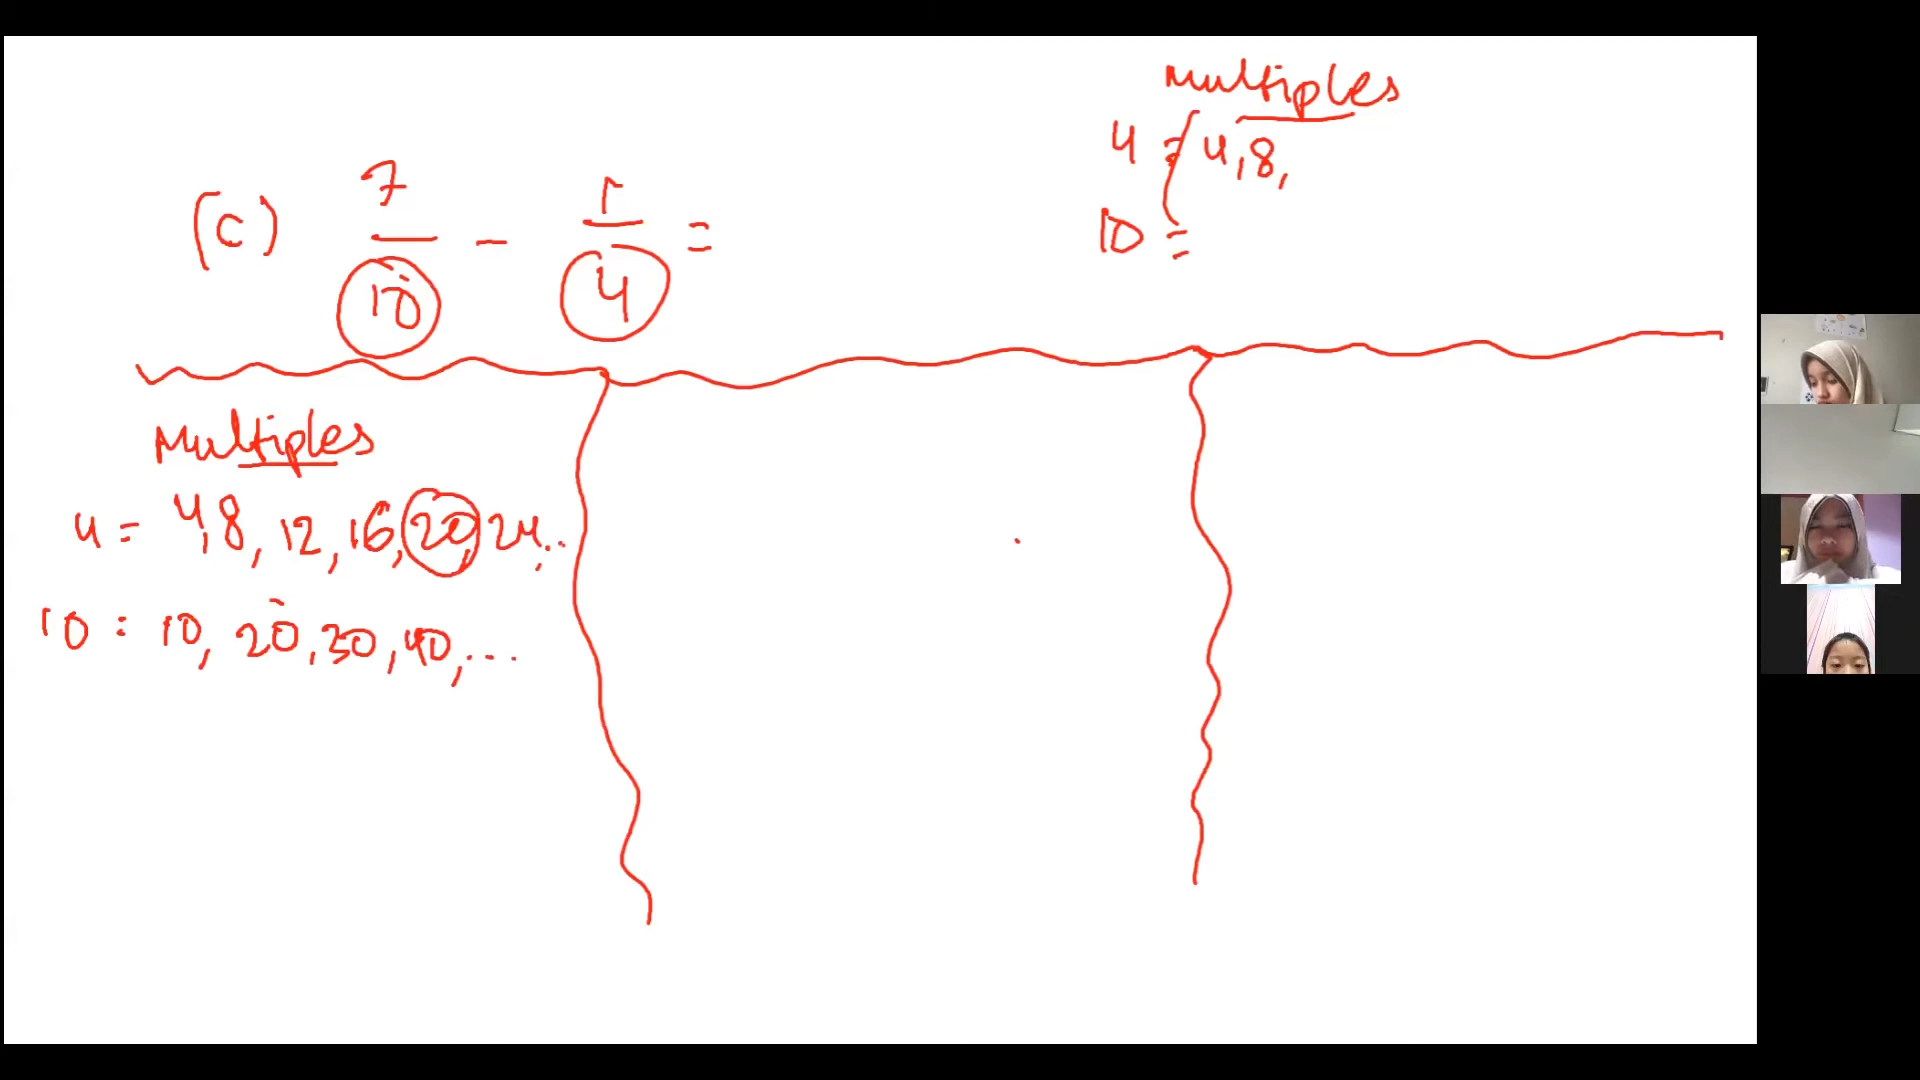 Multiples
4 = 4,8,
10 =
(c) 7/10 - 1/4 =
Multiples
4 = 4,8, 12, 16, 20, 24,..
10 = 10, 20, 30, 40, ...